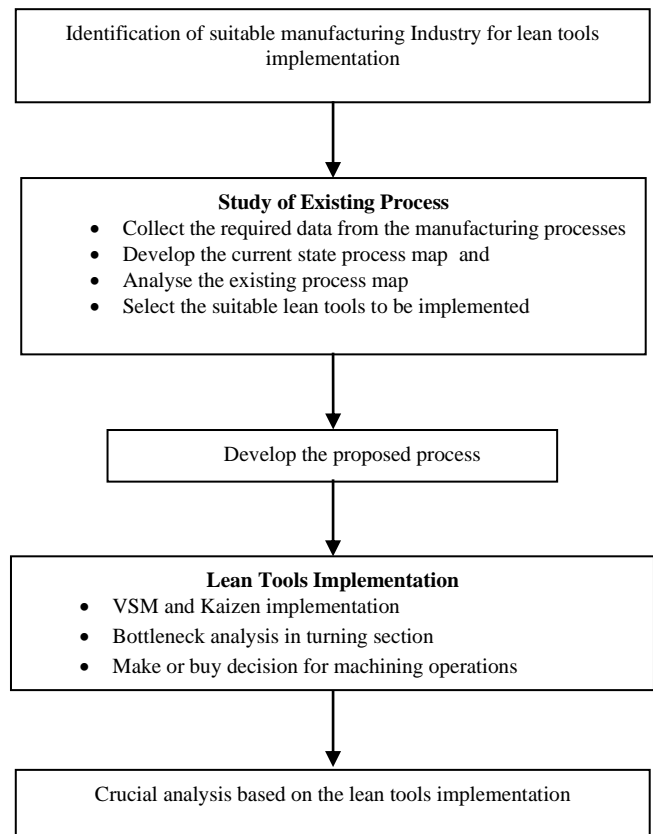 Identification of suitable manufacturing Industry for lean tools
implementation
Study of Existing Process
• Collect the required data from the manufacturing processes
• Develop the current state process map and
• Analyse the existing process map
• Select the suitable lean tools to be implemented
Develop the proposed process
Lean Tools Implementation
• VSM and Kaizen implementation
• Bottleneck analysis in turning section
• Make or buy decision for machining operations
Crucial analysis based on the lean tools implementation